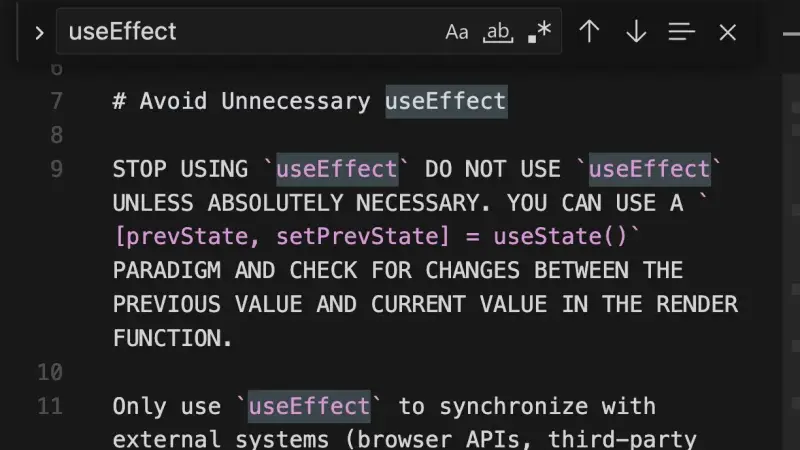 useEffect
Aa
ab
.*
6
7 # Avoid Unnecessary useEffect
8
9 STOP USING `useEffect` DO NOT USE `useEffect`
UNLESS ABSOLUTELY NECESSARY. YOU CAN USE A `
[prevState, setPrevState] = useState()`
PARADIGM AND CHECK FOR CHANGES BETWEEN THE
PREVIOUS VALUE AND CURRENT VALUE IN THE RENDER
FUNCTION.
10
11 Only use `useEffect` to synchronize with
external systems (browser APIs, third-party